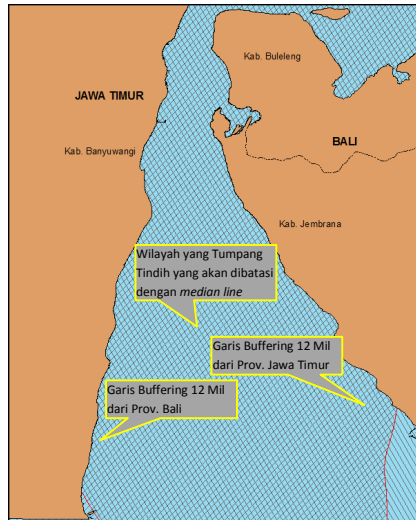 Kab. Buleleng
JAWA TIMUR
BALI
Kab. Banyuwangi
Kab. Jembrana
Wilayah yang Tumpang
Tindih yang akan dibatasi
dengan median line
Garis Buffering 12 Mil
dari Prov. Jawa Timur
Garis Buffering 12 Mil
dari Prov. Bali